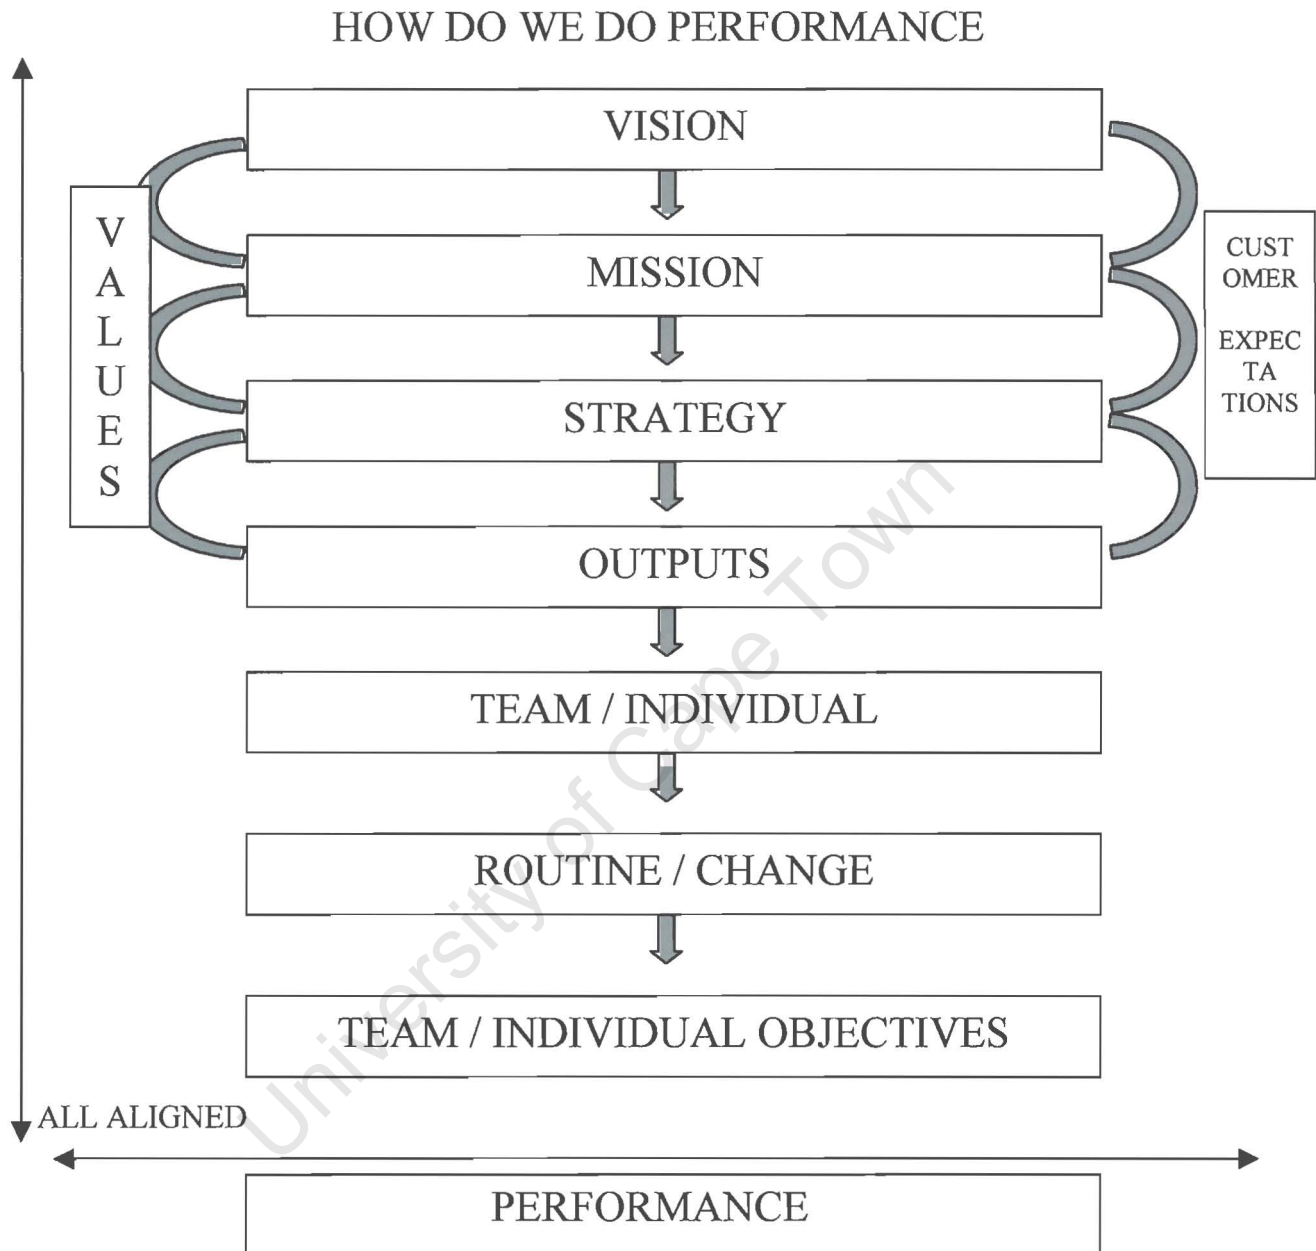 HOW DO WE DO PERFORMANCE
VISION
V
A
L
U
E
S
MISSION
CUST
OMER
EXPEC
TA
TIONS
STRATEGY
OUTPUTS
TEAM / INDIVIDUAL
ROUTINE / CHANGE
TEAM / INDIVIDUAL OBJECTIVES
ALL ALIGNED
PERFORMANCE
University of Cape Town